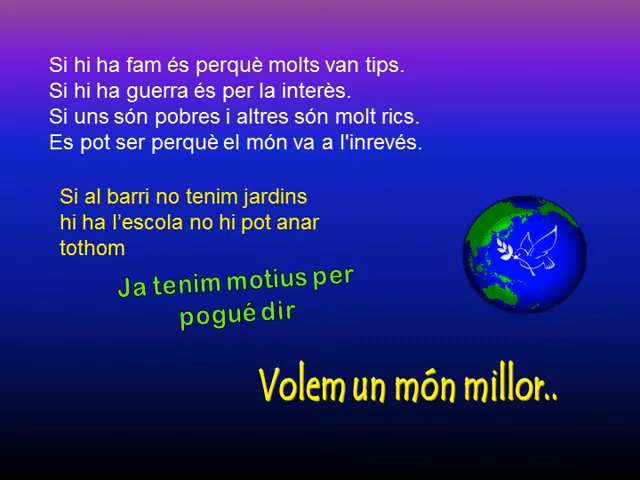 Si hi ha fam és perquè molts van tips.
Si hi ha guerra és per la interès.
Si uns són pobres i altres són molt rics.
Es pot ser perquè el món va a l'inrevés.
Si al barri no tenim jardins
hi ha l’escola no hi pot anar
tothom
Ja tenim motius per
pogué dir
Volem un món millor..